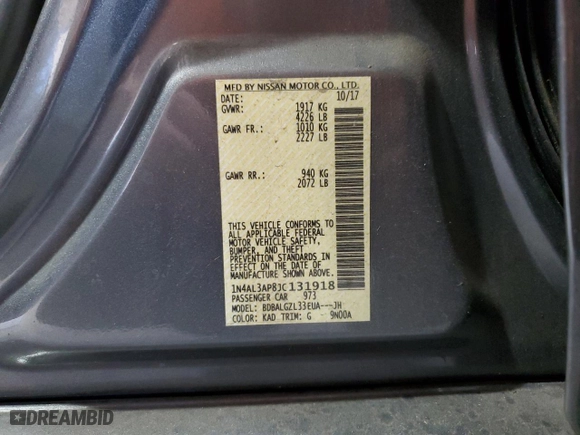 MFD BY NISSAN MOTOR CO., LTD.
DATE: 10/17
GVWR: 1917 KG
4226 LB
GAWR FR.: 1010 KG
2227 LB
GAWR RR.: 940 KG
2072 LB
THIS VEHICLE CONFORMS TO
ALL APPLICABLE FEDERAL
MOTOR VEHICLE SAFETY,
BUMPER, AND THEFT
PREVENTION STANDARDS IN
EFFECT ON THE DATE OF
MANUFACTURE SHOWN ABOVE.
1N4AL3AP8JC131918
PASSENGER CAR 973
MODEL: BDBALGZL33EUA---JH
COLOR: KAD TRIM: G - 9N00A
DREAMBID